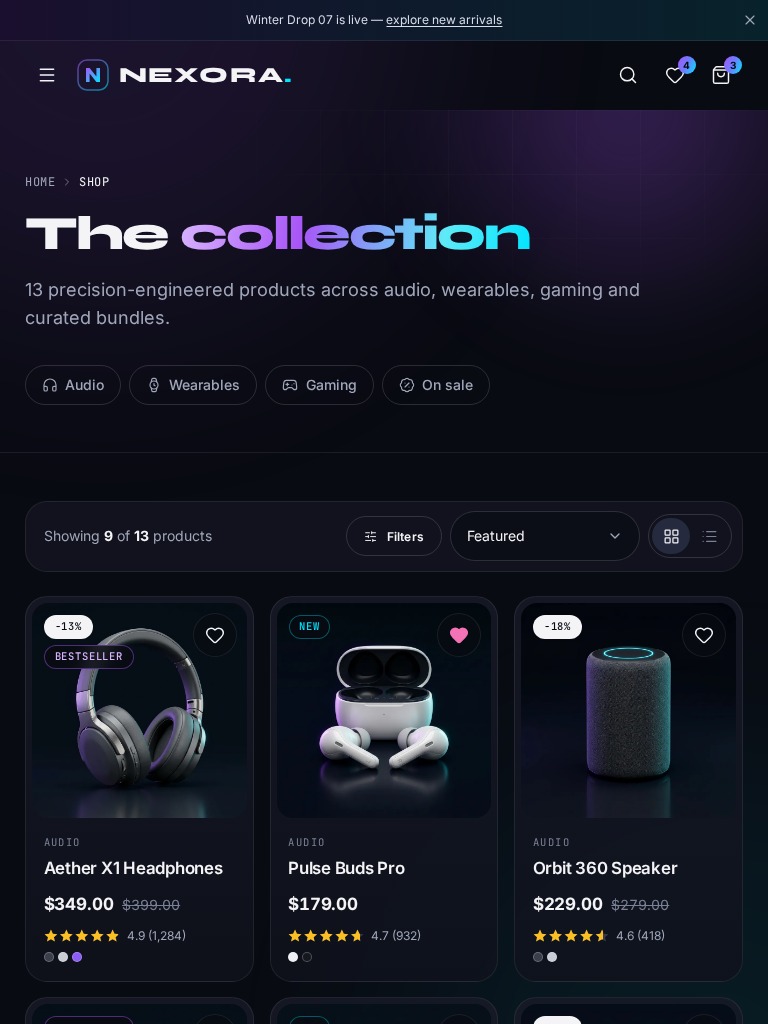 Winter Drop 07 is live — explore new arrivals
N NEXORA.
4
3
HOME > SHOP
The collection
13 precision-engineered products across audio, wearables, gaming and
curated bundles.
Audio
Wearables
Gaming
On sale
Showing 9 of 13 products
Filters
Featured
-13%
BESTSELLER
NEW
-18%
AUDIO
Aether X1 Headphones
$349.00 $399.00
4.9 (1,284)
AUDIO
Pulse Buds Pro
$179.00
4.7 (932)
AUDIO
Orbit 360 Speaker
$229.00 $279.00
4.6 (418)